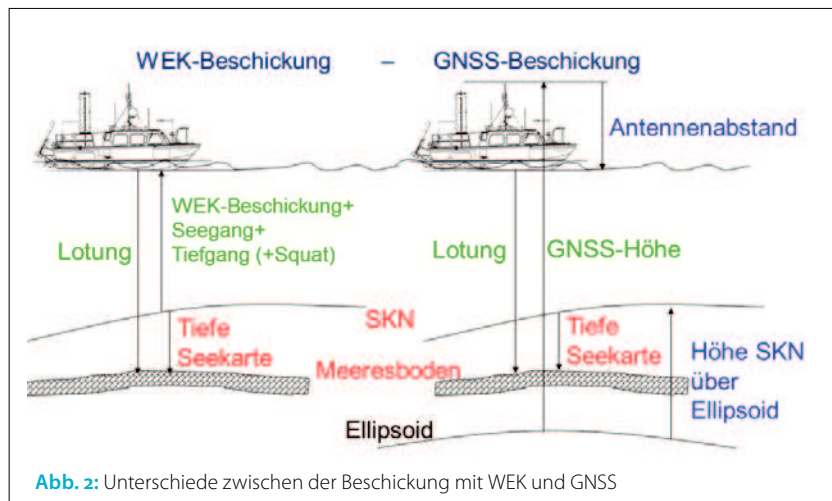 WEK-Beschickung – GNSS-Beschickung
Antennenabstand
WEK-Beschickung+
Seegang+
Tiefgang (+Squat)
Lotung
Lotung
GNSS-Höhe
SKN
Tiefe
Seekarte
Tiefe
Seekarte
Meeresboden
Höhe SKN
über
Ellipsoid
Ellipsoid
Abb. 2: Unterschiede zwischen der Beschickung mit WEK und GNSS